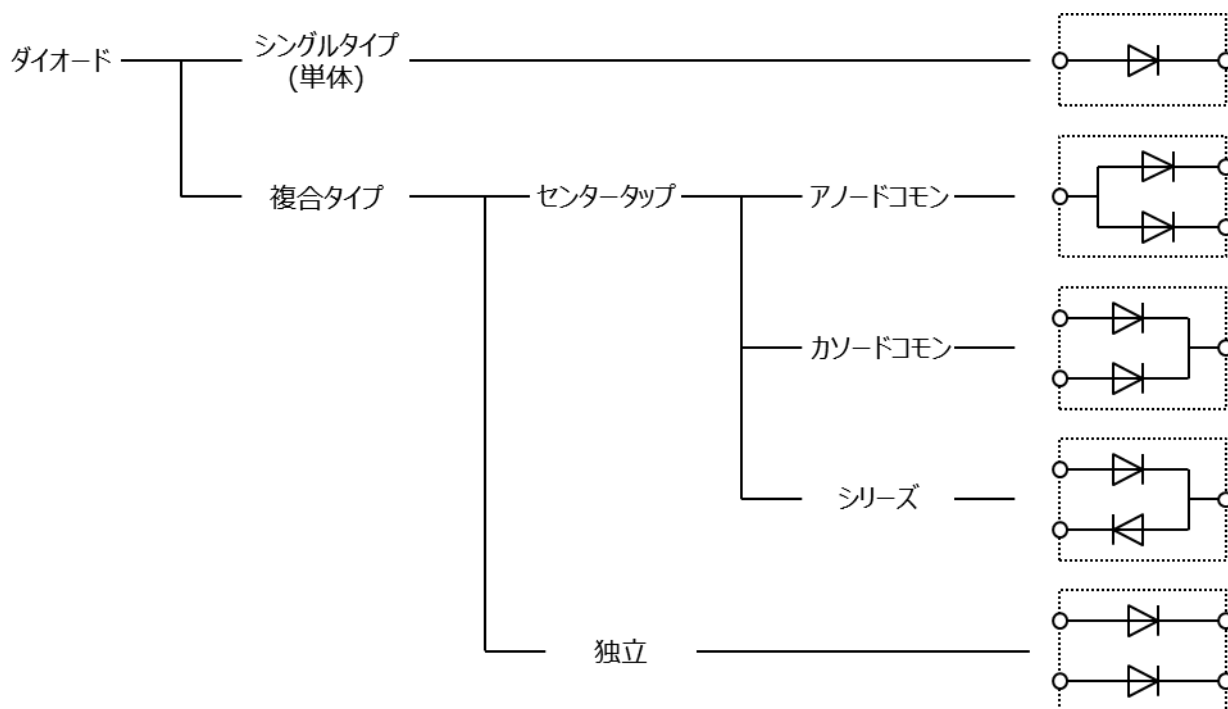 ダイオード
シングルタイプ
(単体)
複合タイプ
センタータップ
アノードコモン
カソードコモン
シリーズ
独立